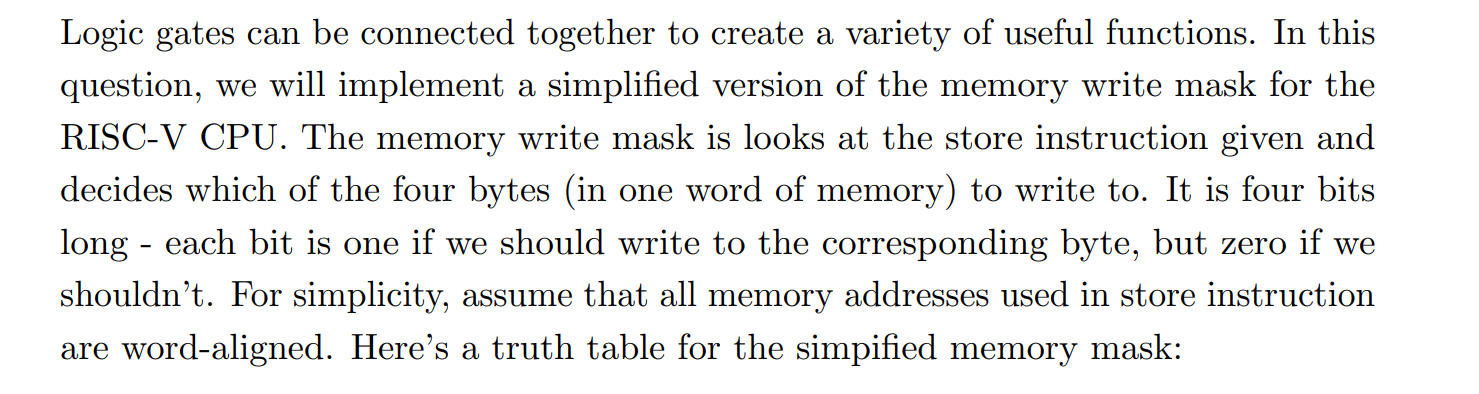 Logic gates can be connected together to create a variety of useful functions. In this
question, we will implement a simplified version of the memory write mask for the
RISC-V CPU. The memory write mask is looks at the store instruction given and
decides which of the four bytes (in one word of memory) to write to. It is four bits
long - each bit is one if we should write to the corresponding byte, but zero if we
shouldn't. For simplicity, assume that all memory addresses used in store instruction
are word-aligned. Here's a truth table for the simpified memory mask: